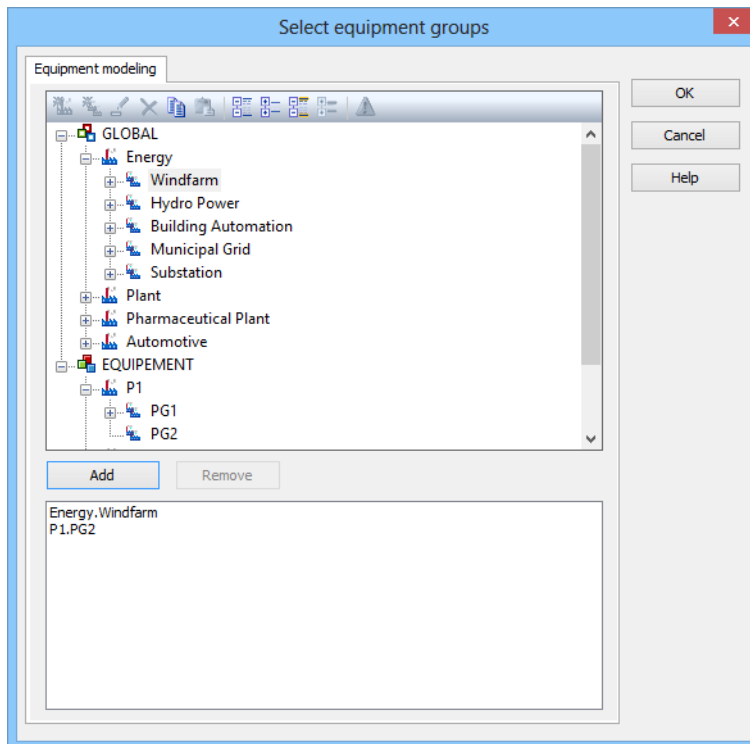 Select equipment groups
Equipment modeling
GLOBAL
Energy
Windfarm
Hydro Power
Building Automation
Municipal Grid
Substation
Plant
Pharmaceutical Plant
Automotive
EQUIPEMENT
P1
PG1
PG2
Add
Remove
Energy.Windfarm
P1.PG2
OK
Cancel
Help